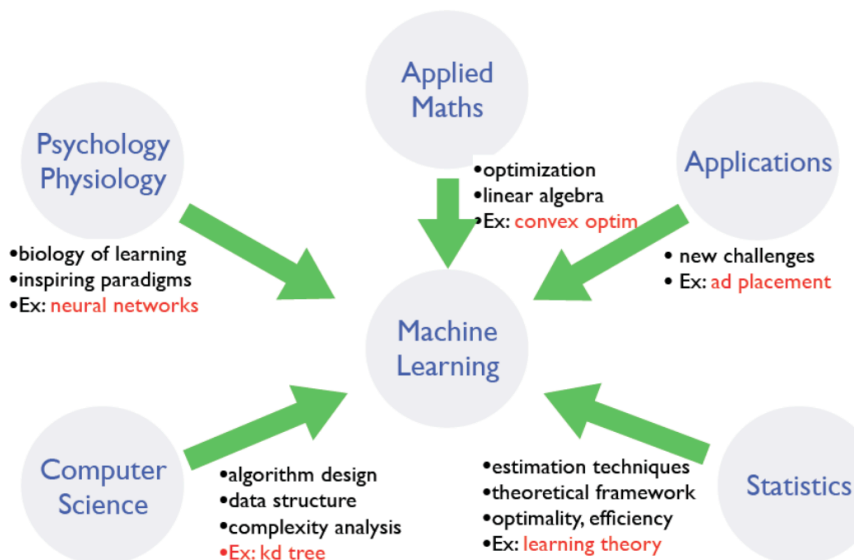 Applied
Maths
Psychology
Physiology
Applications
•optimization
•linear algebra
•Ex: convex optim
•biology of learning
•inspiring paradigms
•Ex: neural networks
• new challenges
• Ex: ad placement
Machine
Learning
Computer
Science
•algorithm design
•data structure
•complexity analysis
•Ex: kd tree
•estimation techniques
•theoretical framework
•optimality, efficiency
•Ex: learning theory
Statistics